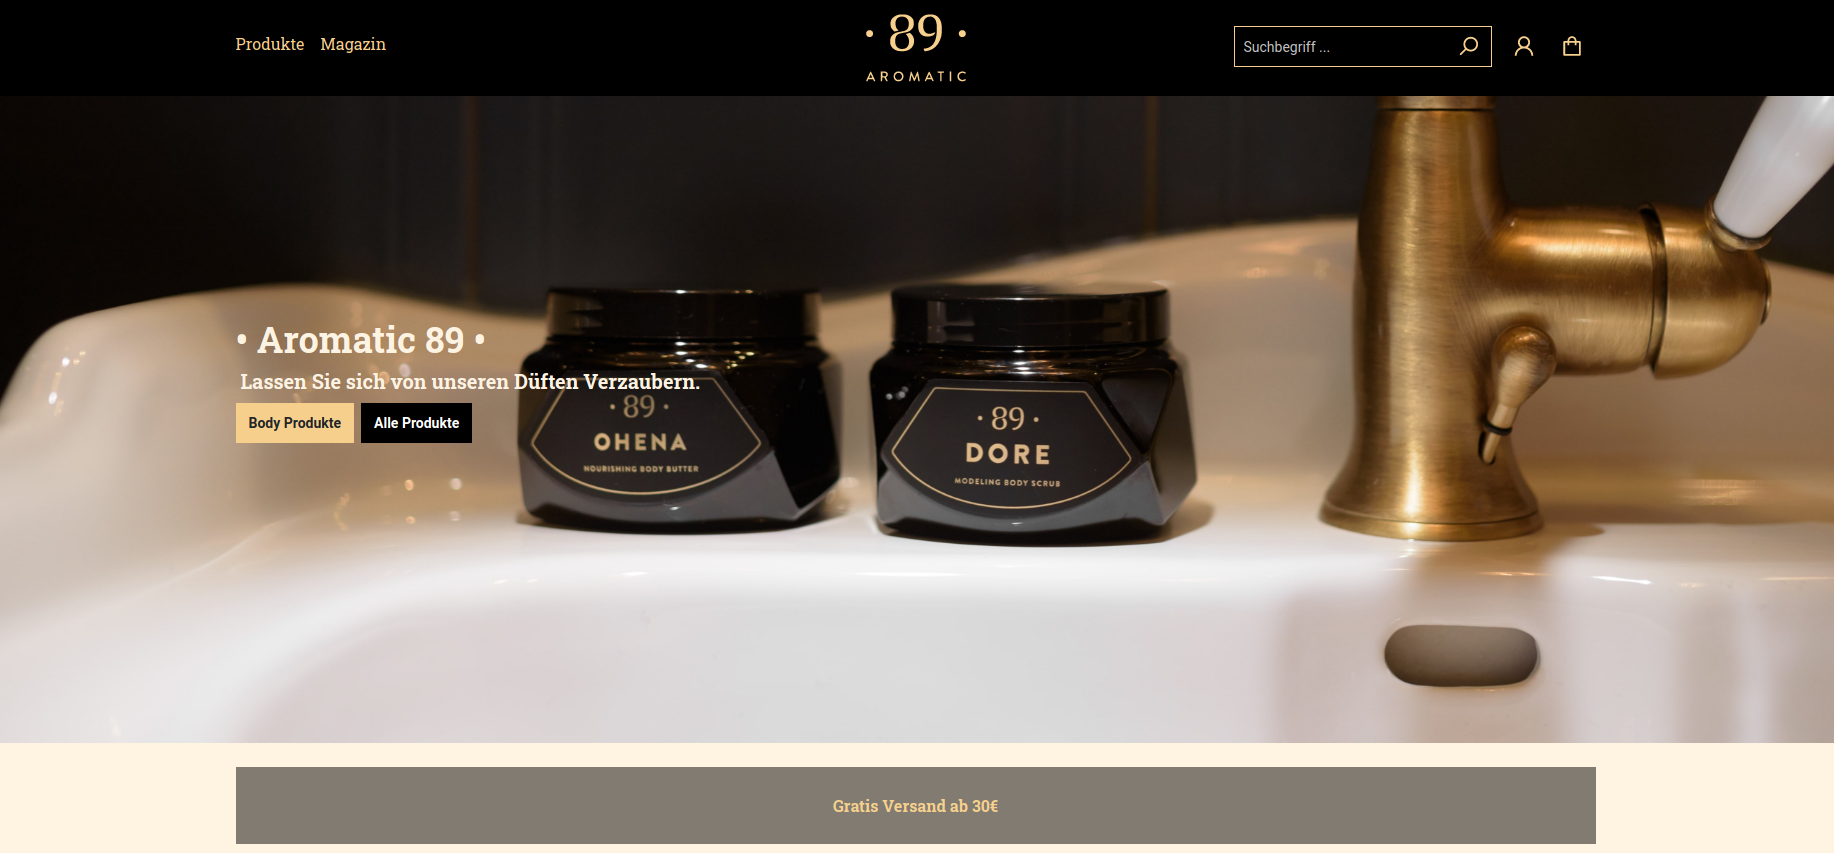 Produkte Magazin
· 89 ·
AROMATIC
Suchbegriff ...
• Aromatic 89 •
Lassen Sie sich von unseren Düften Verzaubern.
Body Produkte
Alle Produkte
· 89 ·
OHENA
NOURISHING BODY BUTTER
· 89 ·
DORE
MODELING BODY SCRUB
Gratis Versand ab 30€